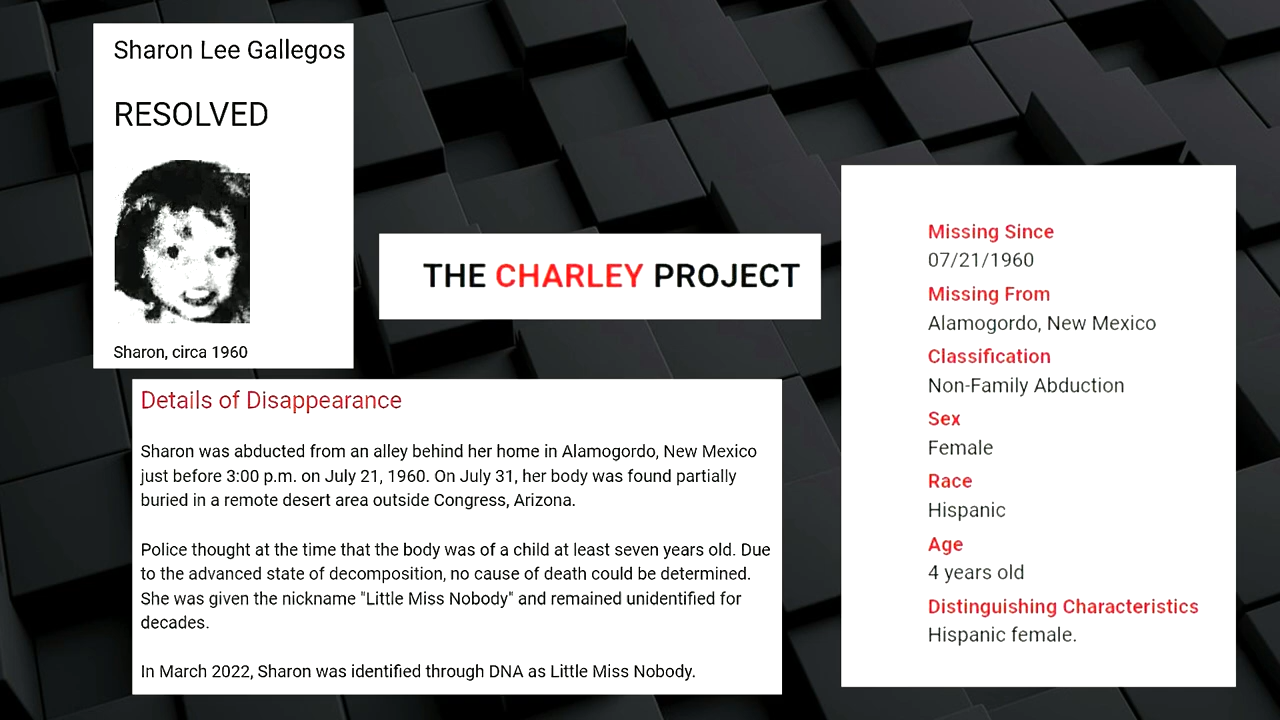 Sharon Lee Gallegos
RESOLVED
Sharon, circa 1960
THE CHARLEY PROJECT
Details of Disappearance
Sharon was abducted from an alley behind her home in Alamogordo, New Mexico
just before 3:00 p.m. on July 21, 1960. On July 31, her body was found partially
buried in a remote desert area outside Congress, Arizona.
Police thought at the time that the body was of a child at least seven years old. Due
to the advanced state of decomposition, no cause of death could be determined.
She was given the nickname "Little Miss Nobody" and remained unidentified for
decades.
In March 2022, Sharon was identified through DNA as Little Miss Nobody.
Missing Since
07/21/1960
Missing From
Alamogordo, New Mexico
Classification
Non-Family Abduction
Sex
Female
Race
Hispanic
Age
4 years old
Distinguishing Characteristics
Hispanic female.